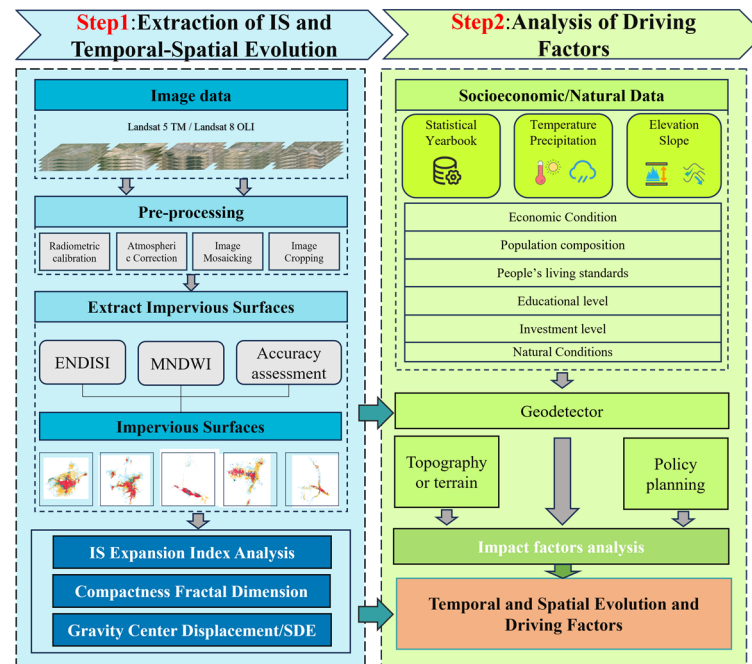 Step1:Extraction of IS and
Temporal-Spatial Evolution
Image data
Landsat 5 TM / Landsat 8 OLI
Pre-processing
Radiometric
calibration
Atmospheri
c Correction
Image
Mosaicking
Image
Cropping
Extract Impervious Surfaces
ENDISI
MNDWI
Accuracy
assessment
Impervious Surfaces
IS Expansion Index Analysis
Compactness Fractal Dimension
Gravity Center Displacement/SDE
Step2:Analysis of Driving
Factors
Socioeconomic/Natural Data
Statistical
Yearbook
Temperature
Precipitation
Elevation
Slope
Economic Condition
Population composition
People's living standards
Educational level
Investment level
Natural Conditions
Geodetector
Topography
or terrain
Policy
planning
Impact factors analysis
Temporal and Spatial Evolution and
Driving Factors